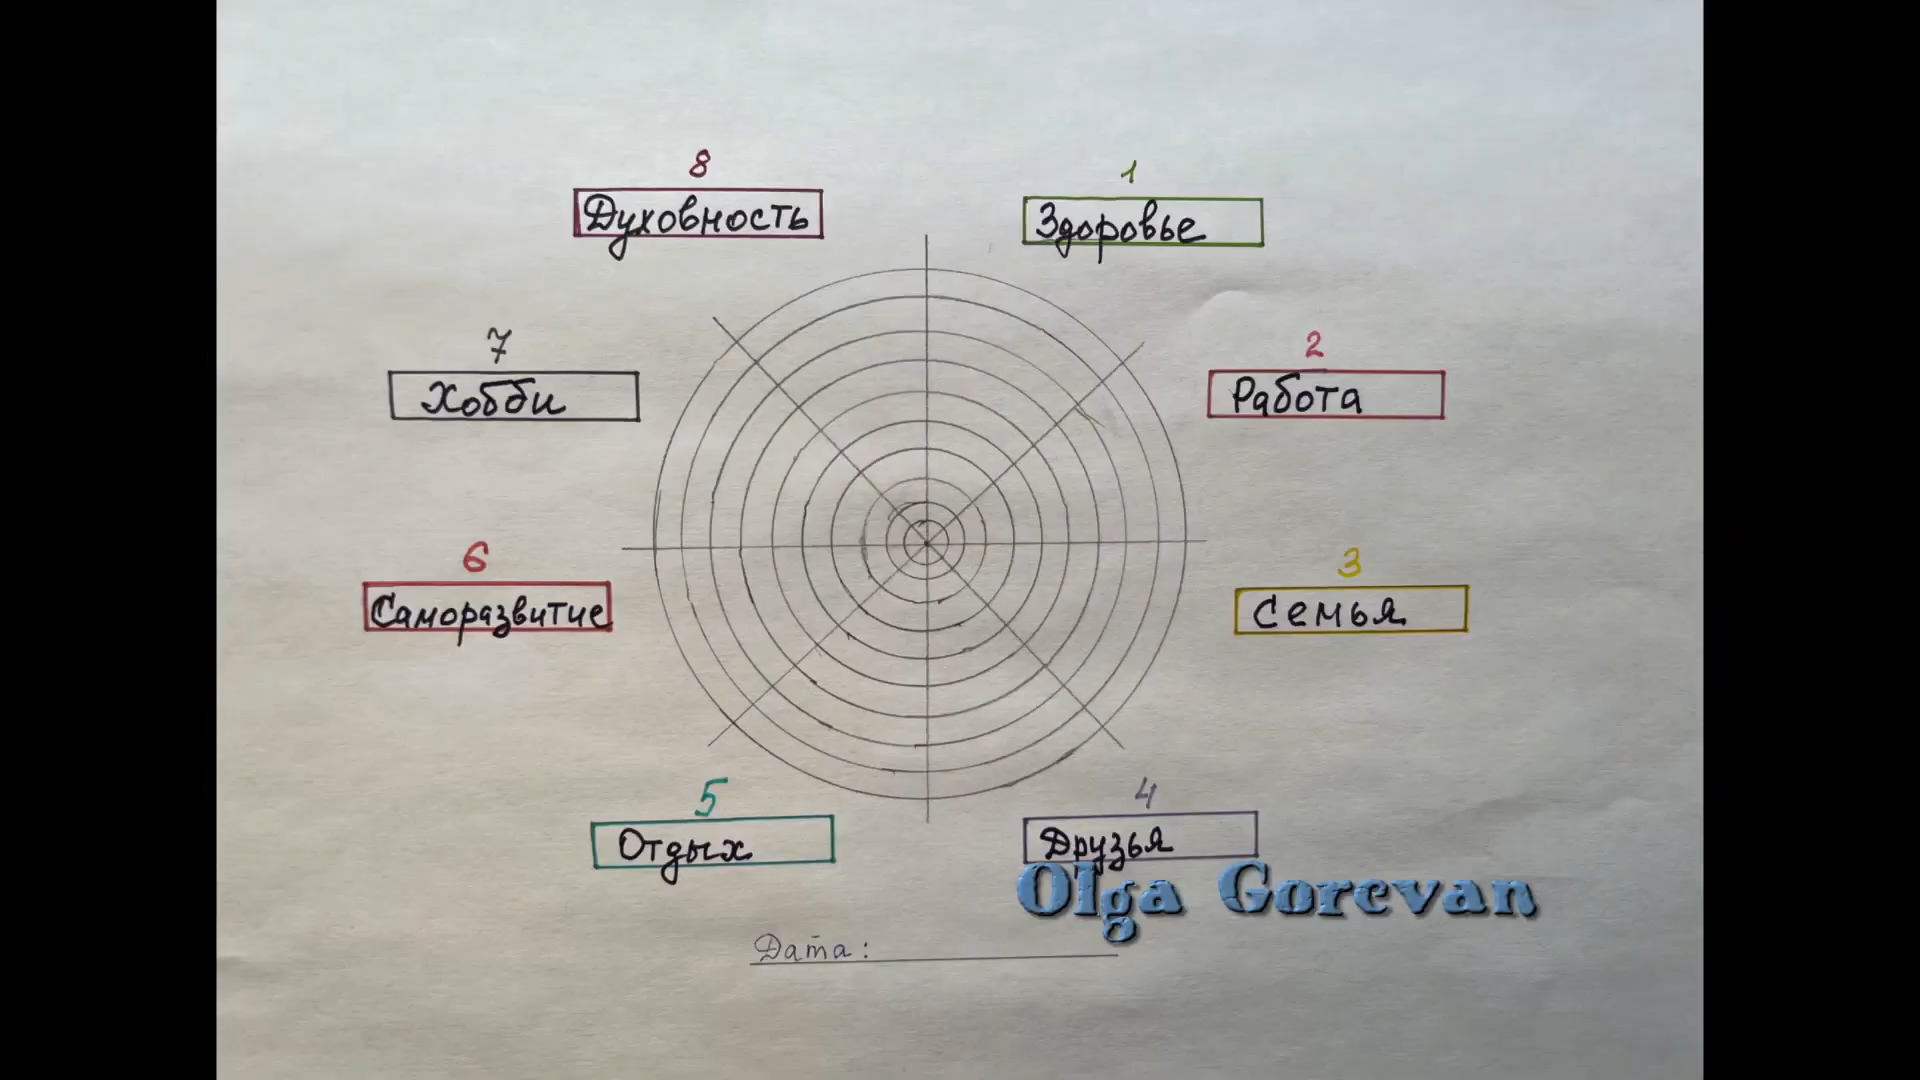 8
Духовность
1
Здоровье
7
Хобби
2
Работа
6
Саморазвитие
3
Семья
5
Отдых
4
Друзья
Olga Gorevan
Дата: